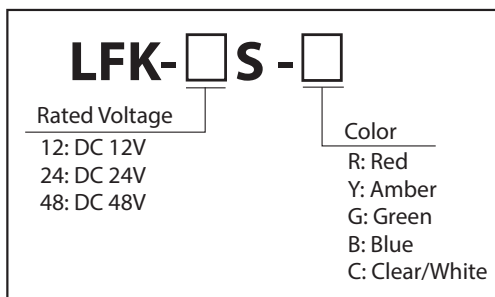 LFK-□S-□
Rated Voltage
12: DC 12V
24: DC 24V
48: DC 48V
Color
R: Red
Y: Amber
G: Green
B: Blue
C: Clear/White